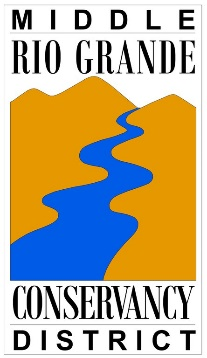 MIDDLE
RIO GRANDE
CONSERVANCY
DISTRICT